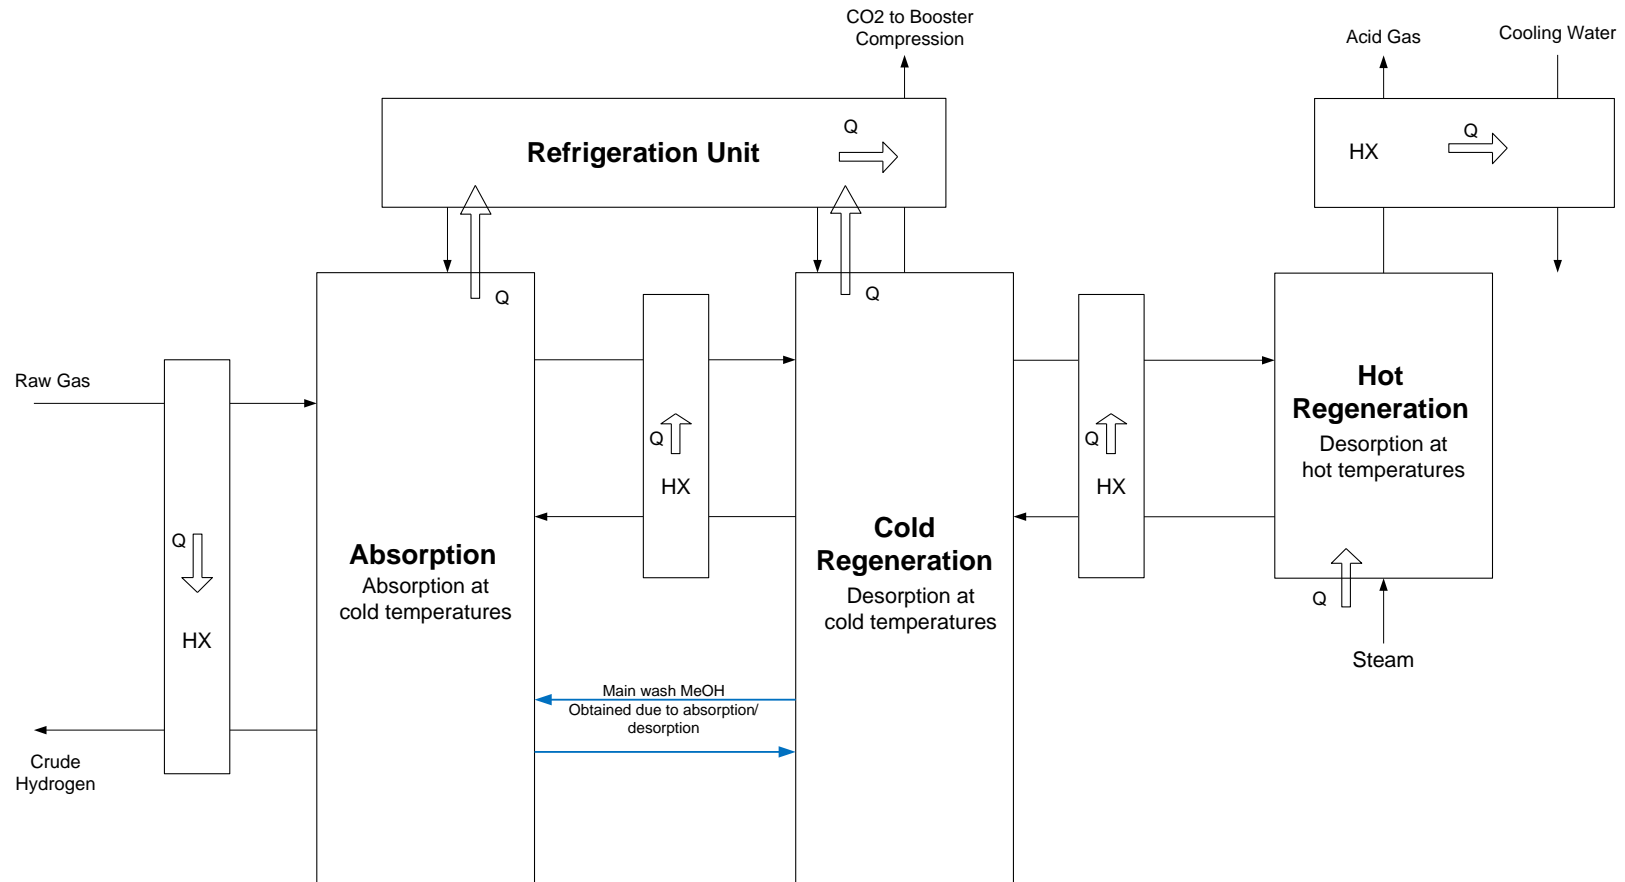 CO2 to Booster
Compression
Acid Gas
Cooling Water
Q
Refrigeration Unit
HX
Q
Q
Q
Raw Gas
Q
HX
Absorption
Absorption at
cold temperatures
Q
HX
Cold
Regeneration
Desorption at
cold temperatures
Q
HX
Hot
Regeneration
Desorption at
hot temperatures
Q
Steam
Main wash MeOH
Obtained due to absorption/
desorption
Crude
Hydrogen